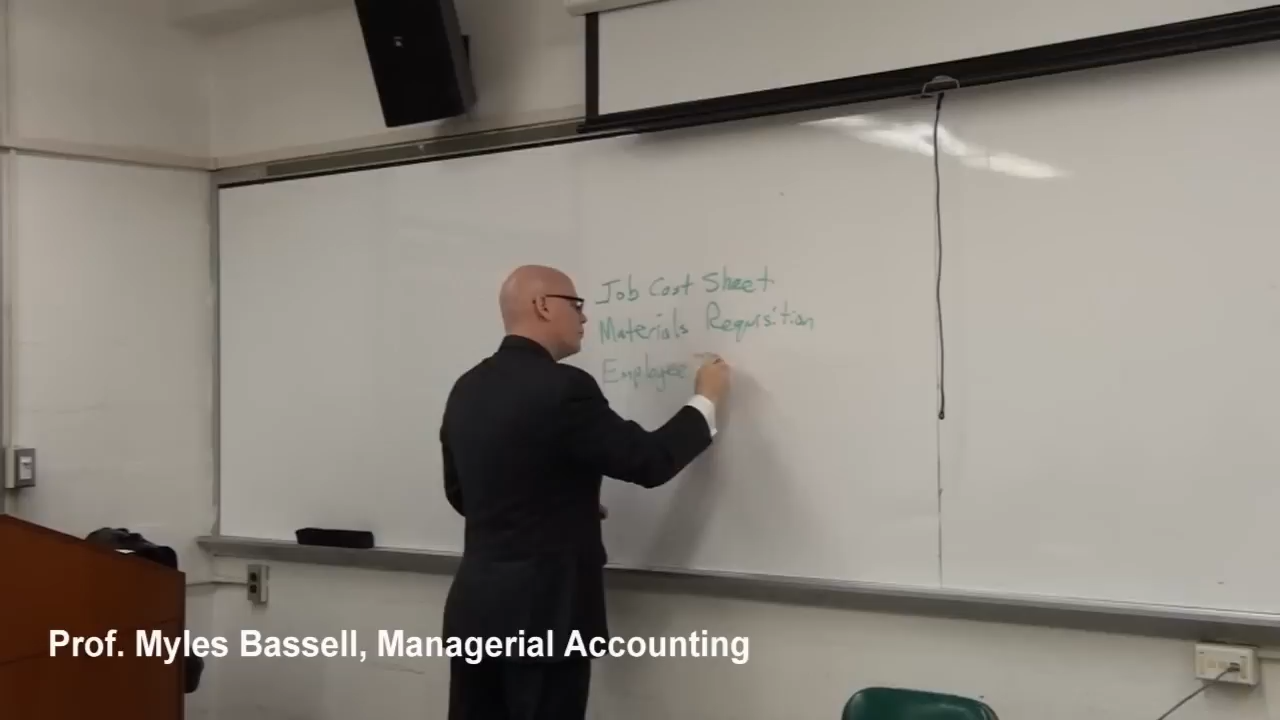 Job Cost Sheet
Materials Requisition
Employee
Prof. Myles Bassell, Managerial Accounting